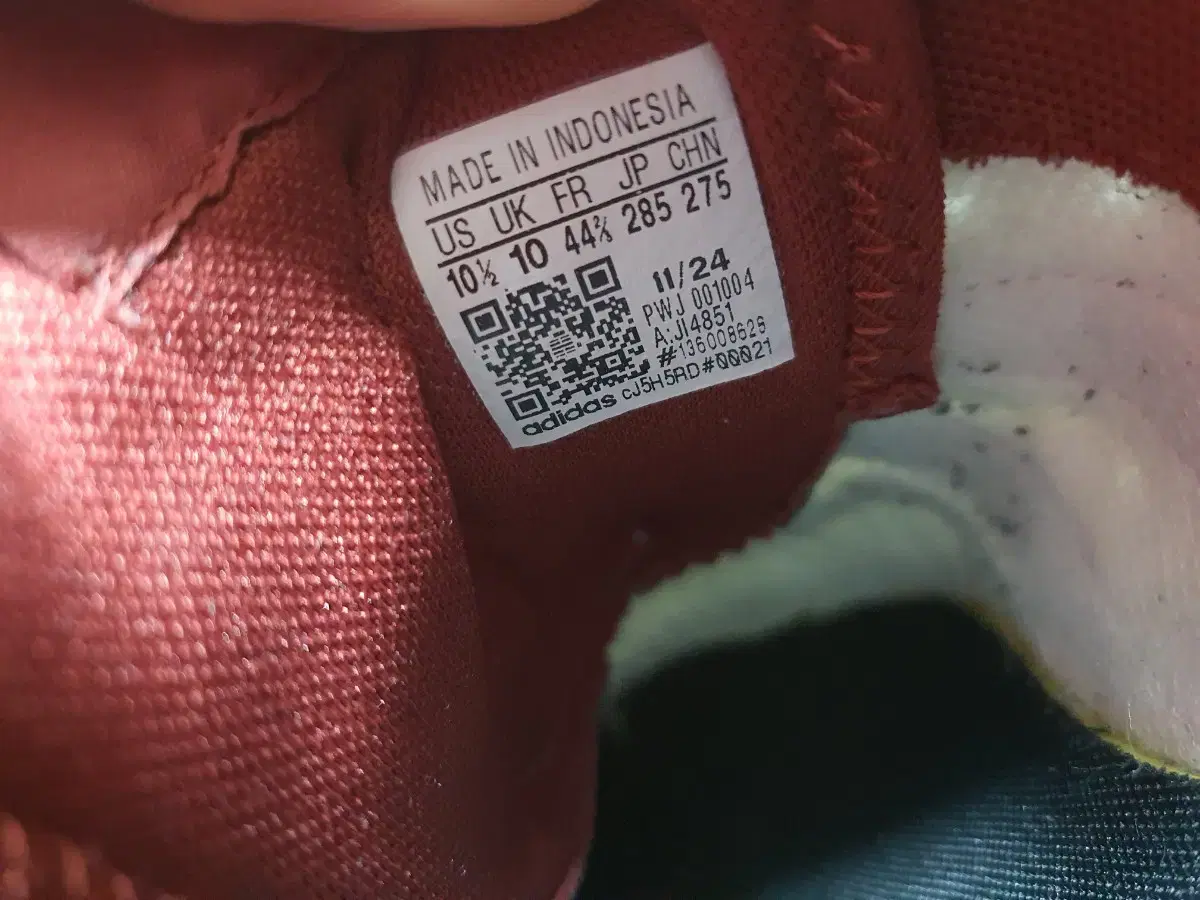 MADE IN INDONESIA
US UK FR JP CHN
10½ 10 44⅔ 285 275
11/24
PWJ 001004
A:JI4851
#136008626
adidas cJ5H5RD#00021